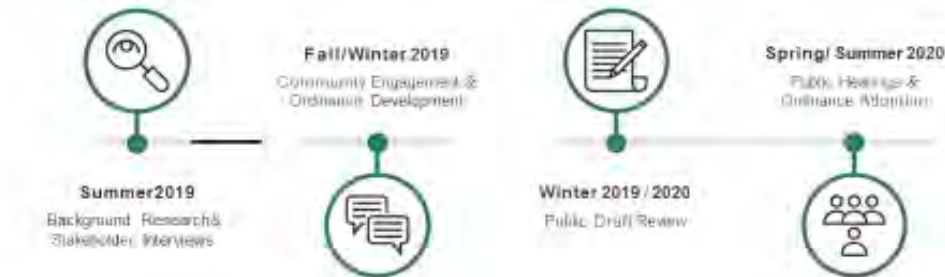 Summer2019
Background Research&
Stakeholder Interviews
Fall/Winter 2019
Community Engagement &
Ordinance Development
Winter 2019 / 2020
Public Draft Review
Spring/ Summer 2020
Public Hearings &
Ordinance Adoption